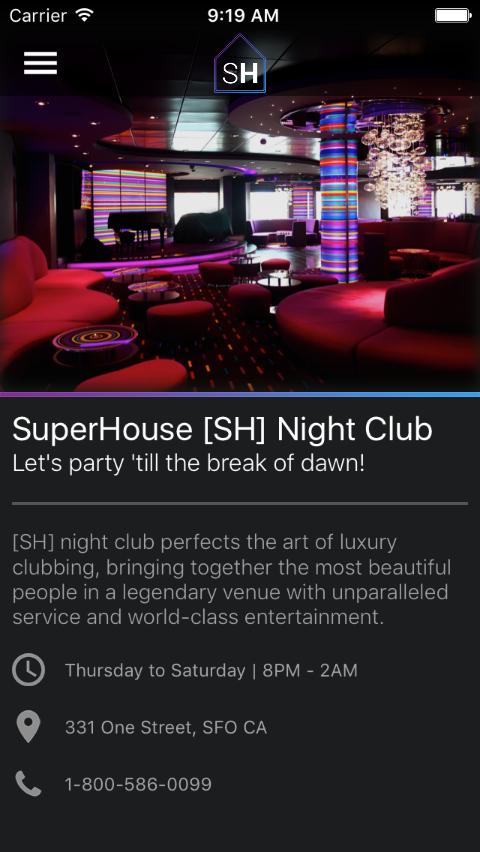 Carrier 9:19 AM
SH
SuperHouse [SH] Night Club
Let's party 'till the break of dawn!
[SH] night club perfects the art of luxury
clubbing, bringing together the most beautiful
people in a legendary venue with unparalleled
service and world-class entertainment.
Thursday to Saturday | 8PM - 2AM
331 One Street, SFO CA
1-800-586-0099